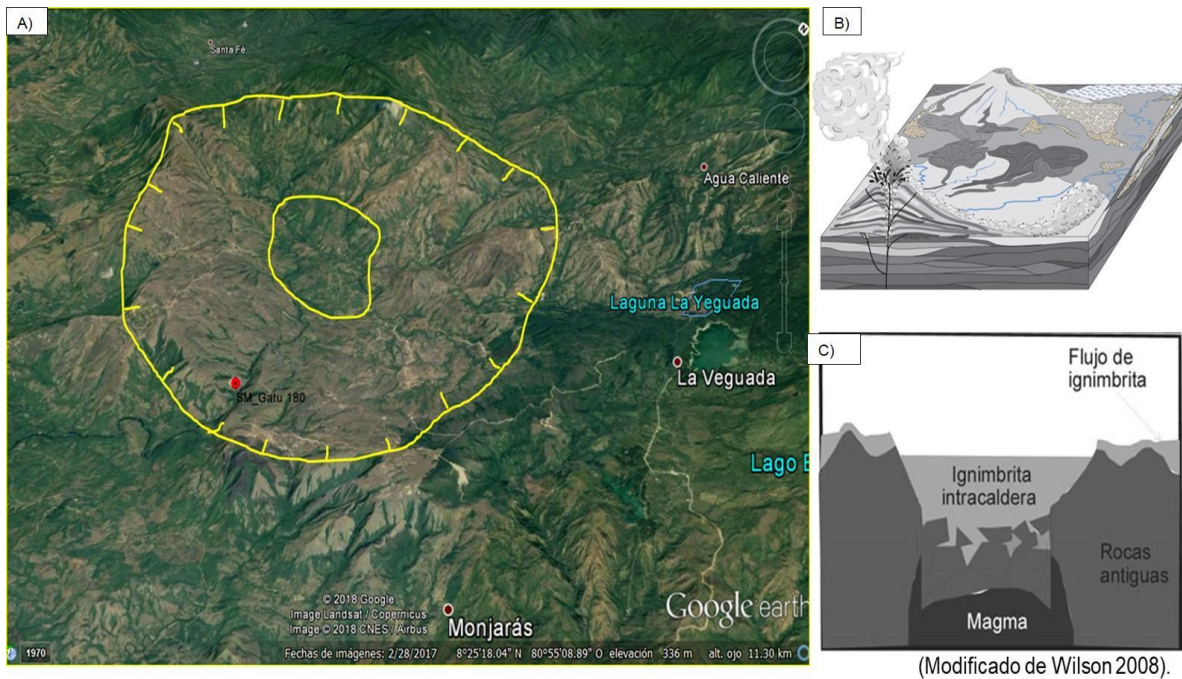 A)
Santa Fé
N
Agua Caliente
Laguna La Yeguada
La Yeguada
SM_Gatu 180
Lago E
© 2018 Google
Image Landsat / Copernicus
Image © 2018 CNES / Airbus
Google earth
Monjarás
1970
Fechas de imágenes: 2/28/2017 8°25'18.04" N 80°55'08.89" O elevación 336 m alt. ojo 11.30 km
B)
C)
Flujo de
ignimbrita
Ignimbrita
intracaldera
Rocas
antiguas
Magma
(Modificado de Wilson 2008).